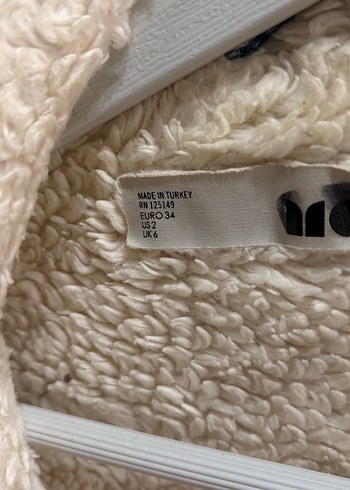 MADE IN TURKEY
RN 125149
EURO 34
US 2
UK 6